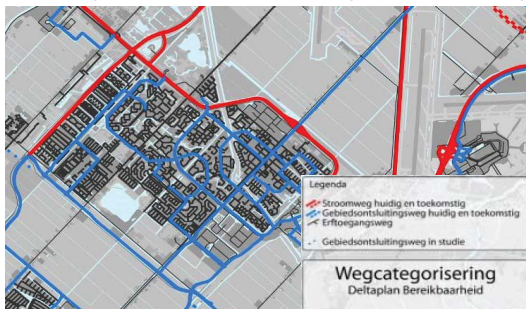 Legenda
Stroomweg huidig en toekomstig
Gebiedsontsluitingsweg huidig en toekomstig
Erftoegangsweg
Gebiedsontsluitingsweg in studie
Wegcategorisering
Deltaplan Bereikbaarheid